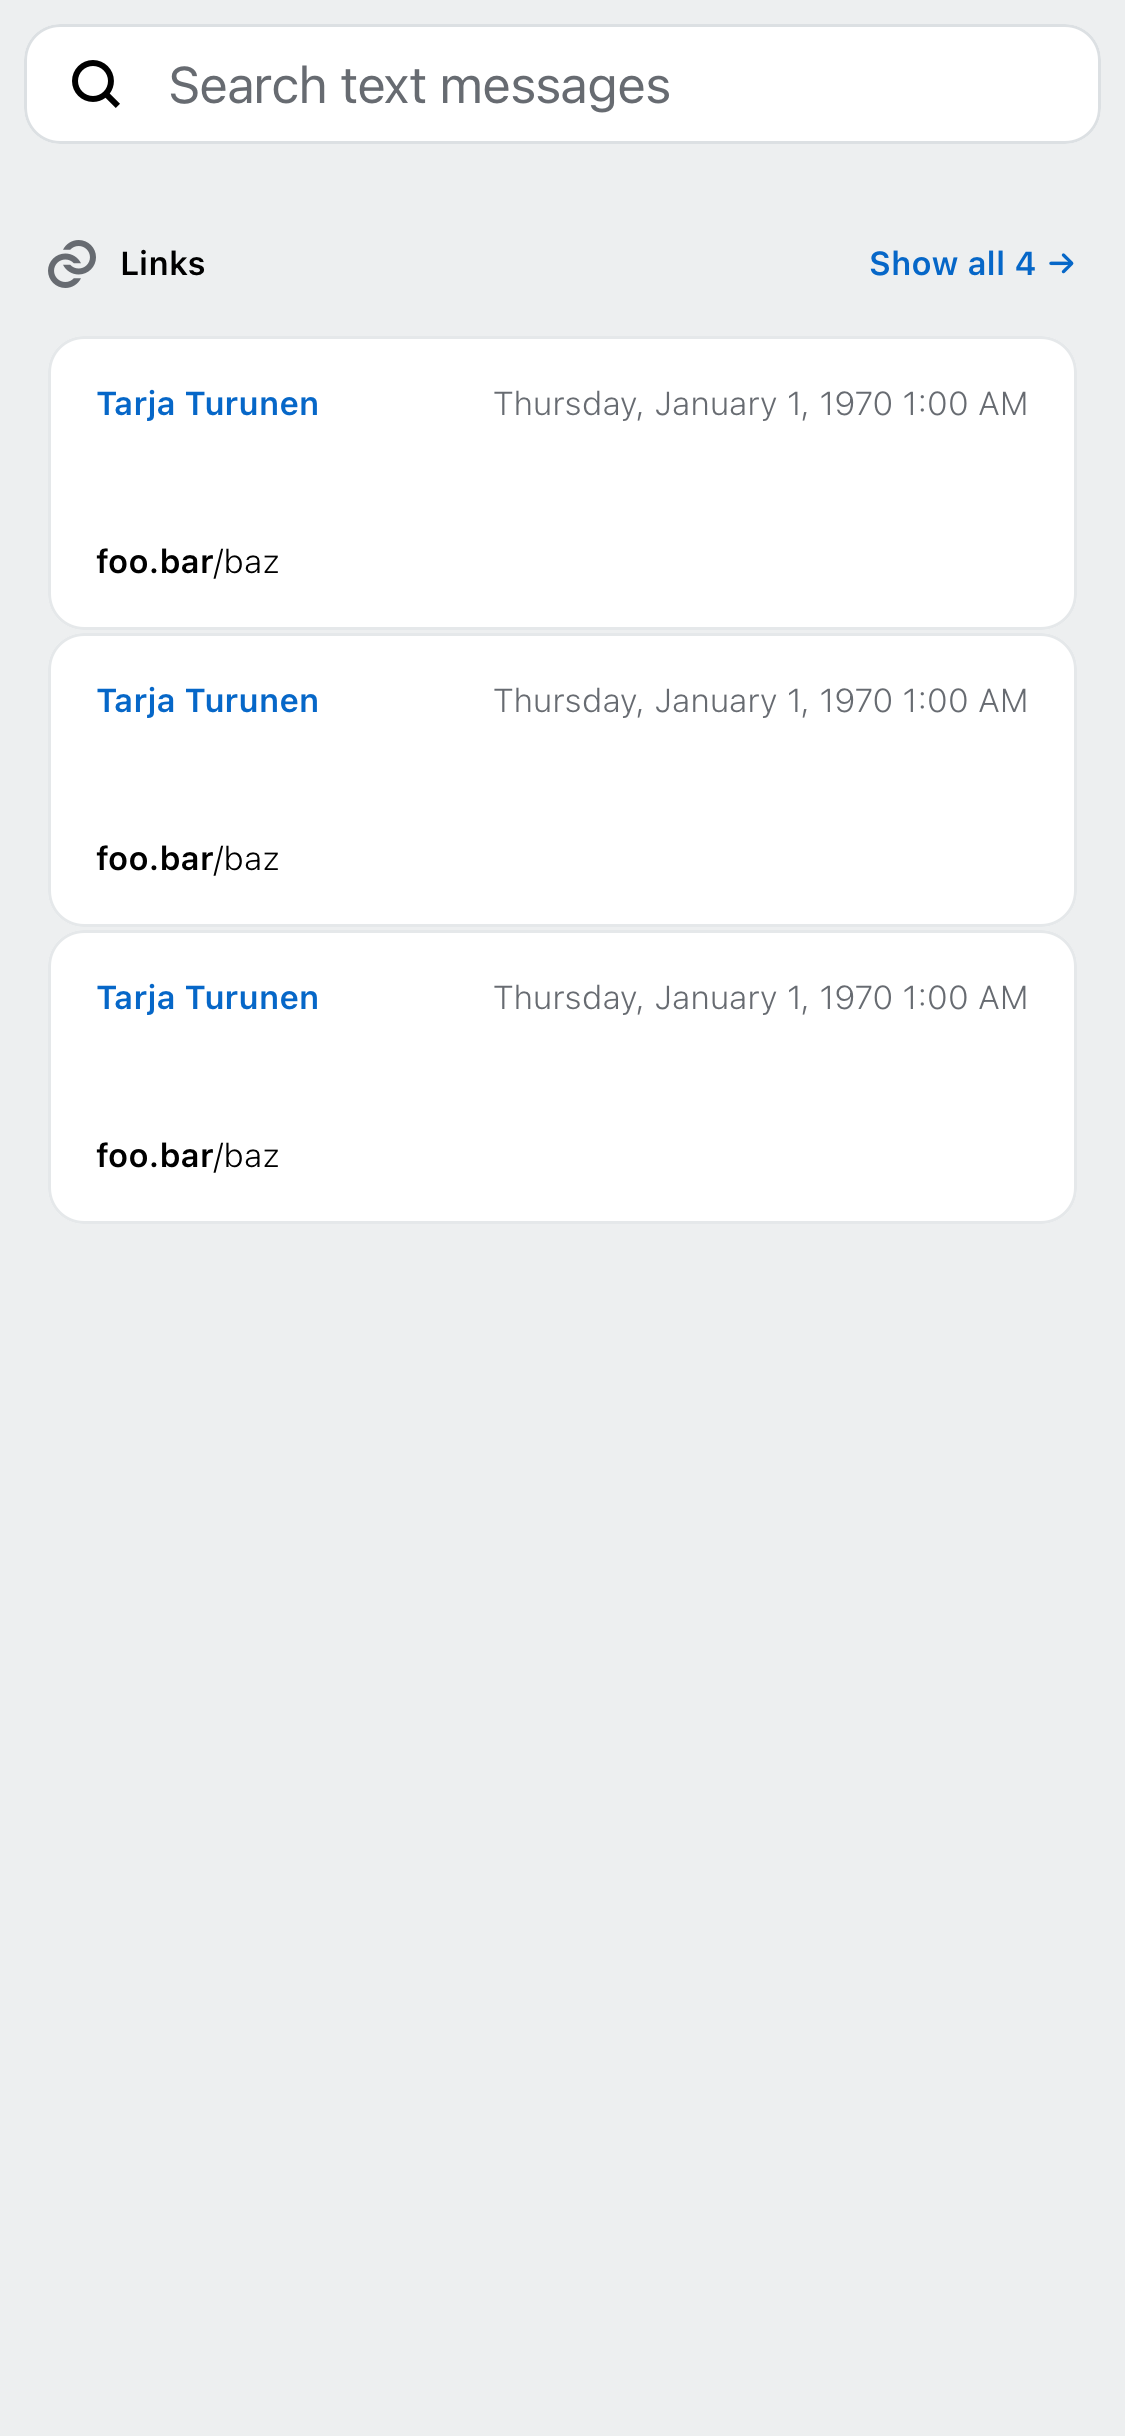 Search text messages
Links Show all 4 →
Tarja Turunen Thursday, January 1, 1970 1:00 AM
foo.bar/baz
Tarja Turunen Thursday, January 1, 1970 1:00 AM
foo.bar/baz
Tarja Turunen Thursday, January 1, 1970 1:00 AM
foo.bar/baz